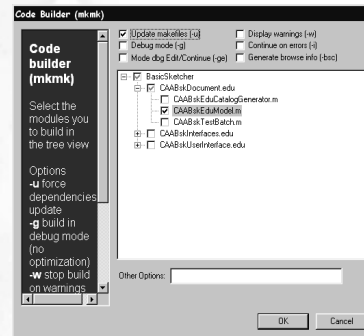 Code Builder (mkmk)
Code
builder
(mkmk)
Select the
modules you
to build in
the tree view
Options
-u force
dependencies
update
-g build in
debug mode
(no
optimization)
-w stop build
on warnings
Update makefiles (-u)
Display warnings (-w)
Debug mode (-g)
Continue on errors (-i)
Mode dbg Edit/Continue (-ge)
Generate browse info (-bsc)
BasicSketcher
CAABskDocument.edu
CAABskEduCatalogGenerator.m
CAABskEduModel.m
CAABskTestBatch.m
CAABskInterfaces.edu
CAABskUserInterface.edu
Other Options:
OK
Cancel